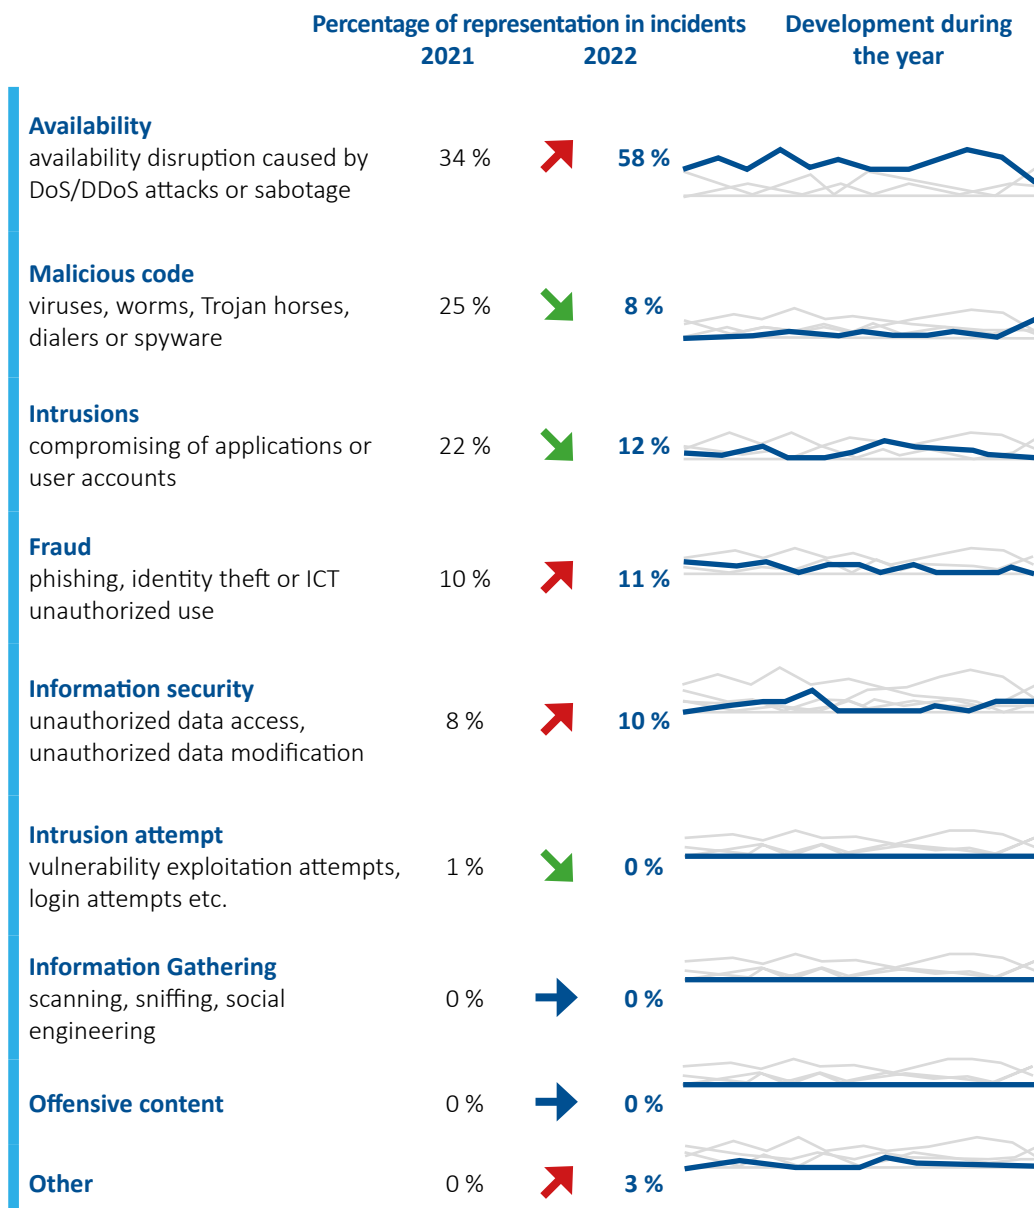 Percentage of representation in incidents
2021 2022
Development during
the year
Availability
availability disruption caused by
DoS/DDoS attacks or sabotage
34 % 58 %
Malicious code
viruses, worms, Trojan horses,
dialers or spyware
25 % 8 %
Intrusions
compromising of applications or
user accounts
22 % 12 %
Fraud
phishing, identity theft or ICT
unauthorized use
10 % 11 %
Information security
unauthorized data access,
unauthorized data modification
8 % 10 %
Intrusion attempt
vulnerability exploitation attempts,
login attempts etc.
1 % 0 %
Information Gathering
scanning, sniffing, social
engineering
0 % 0 %
Offensive content
0 % 0 %
Other
0 % 3 %